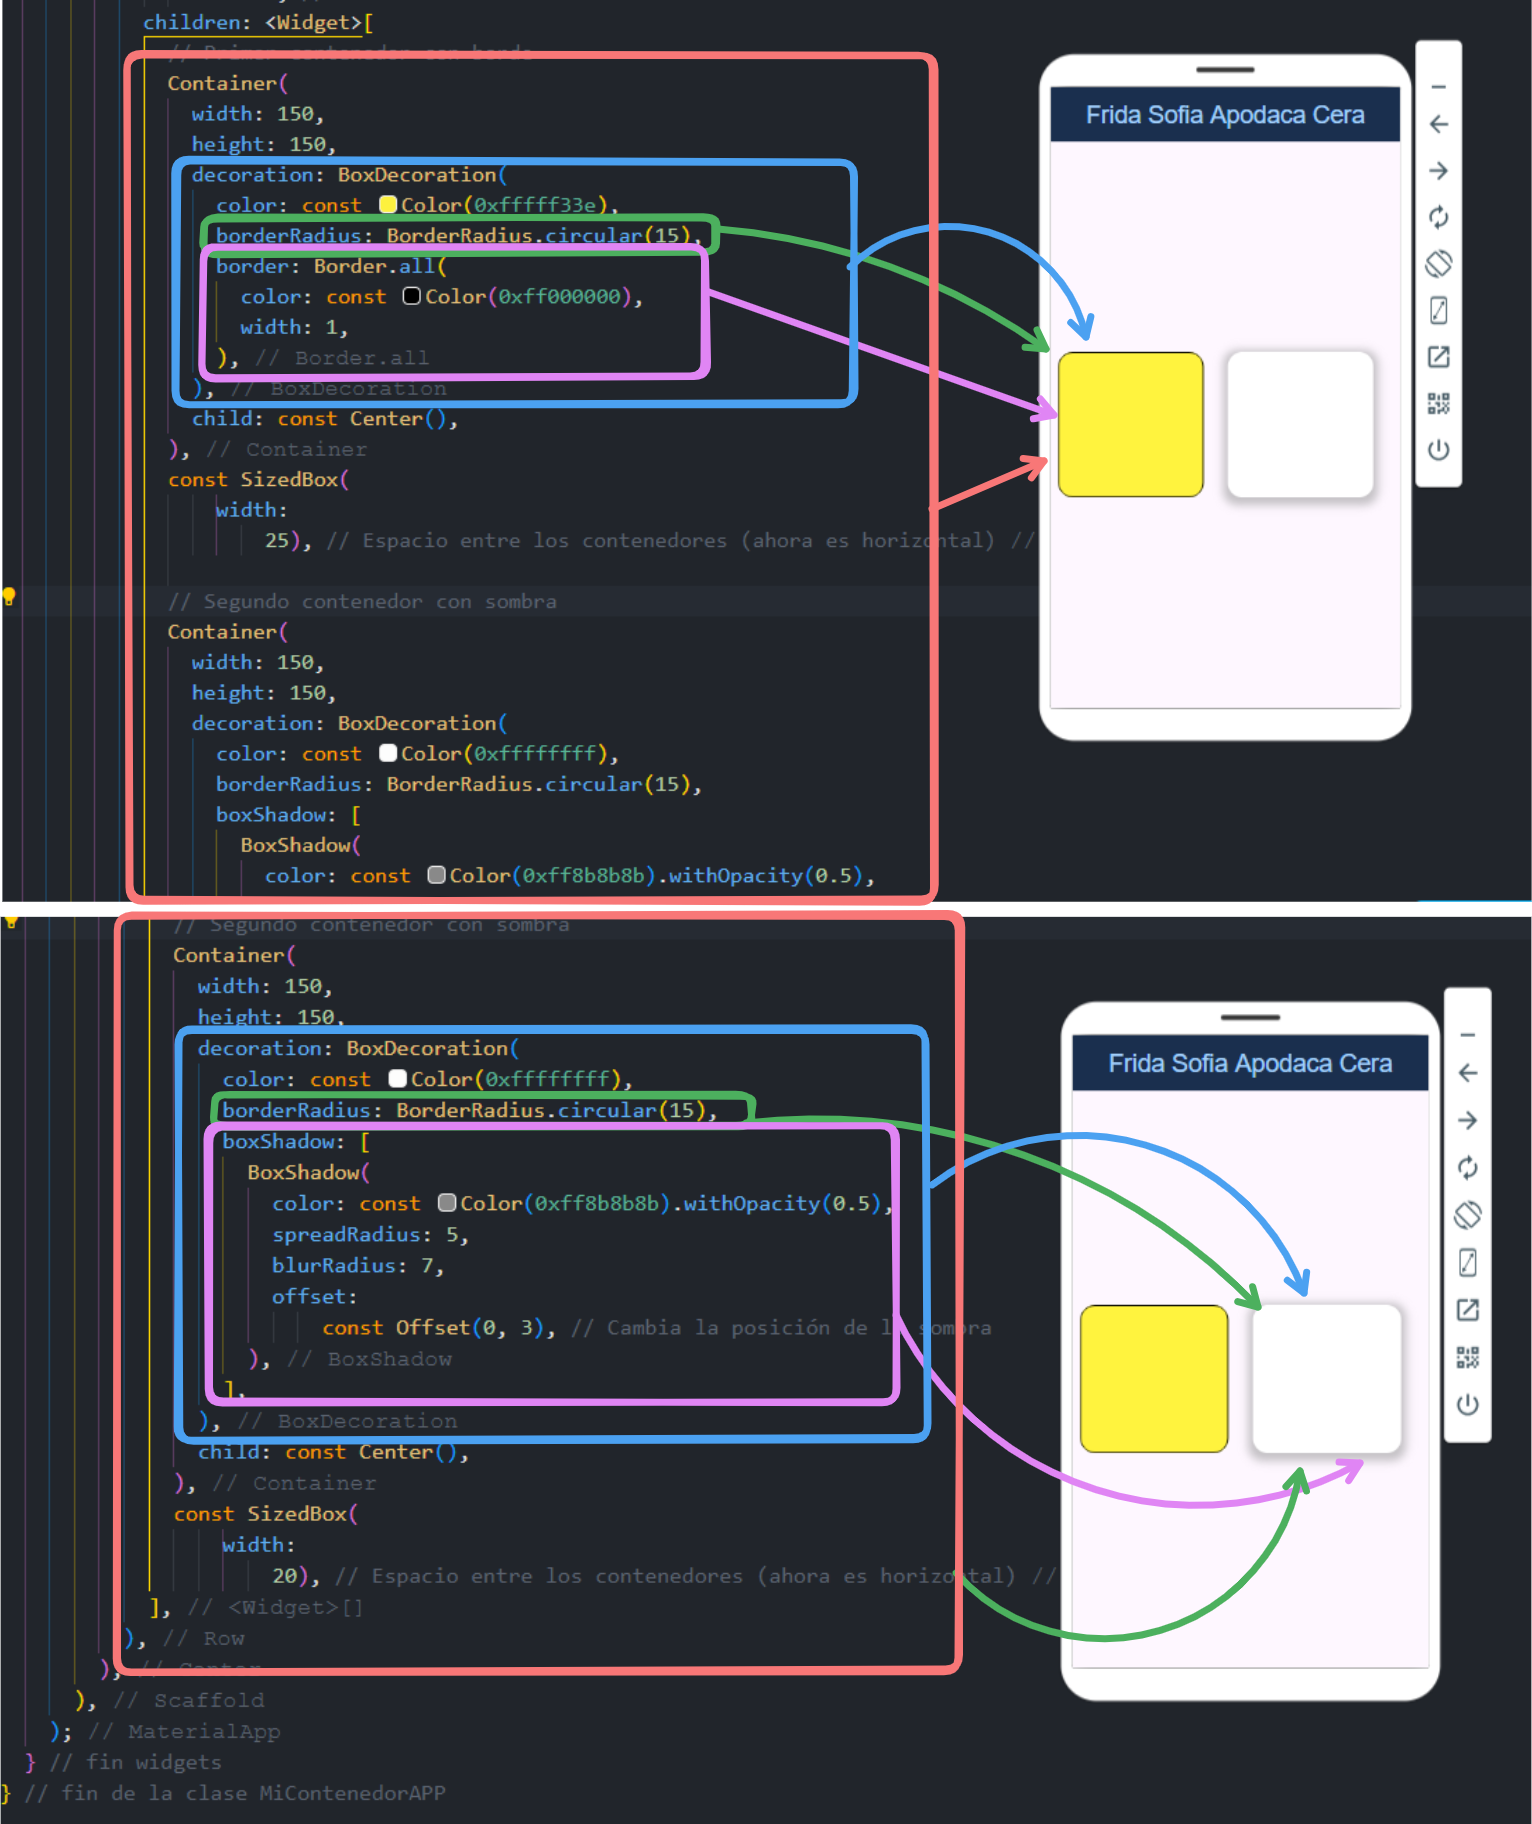 children: <Widget>[
// Primer contenedor con borde
Container(
width: 150,
height: 150,
decoration: BoxDecoration(
color: const Color(0xfffff33e),
borderRadius: BorderRadius.circular(15),
border: Border.all(
color: const Color(0xff000000),
width: 1,
), // Border.all
), // BoxDecoration
child: const Center(),
), // Container
const SizedBox(
width:
25), // Espacio entre los contenedores (ahora es horizontal) //
// Segundo contenedor con sombra
Container(
width: 150,
height: 150,
decoration: BoxDecoration(
color: const Color(0xffffffff),
borderRadius: BorderRadius.circular(15),
boxShadow: [
BoxShadow(
color: const Color(0xff8b8b8b).withOpacity(0.5),
Frida Sofia Apodaca Cera
// Segundo contenedor con sombra
Container(
width: 150,
height: 150,
decoration: BoxDecoration(
color: const Color(0xffffffff),
borderRadius: BorderRadius.circular(15),
boxShadow: [
BoxShadow(
color: const Color(0xff8b8b8b).withOpacity(0.5),
spreadRadius: 5,
blurRadius: 7,
offset:
const Offset(0, 3), // Cambia la posición de la sombra
), // BoxShadow
],
), // BoxDecoration
child: const Center(),
), // Container
const SizedBox(
width:
20), // Espacio entre los contenedores (ahora es horizontal) //
], // <Widget>[]
), // Row
), // Center
), // Scaffold
); // MaterialApp
} // fin widgets
} // fin de la clase MiContenedorAPP
Frida Sofia Apodaca Cera